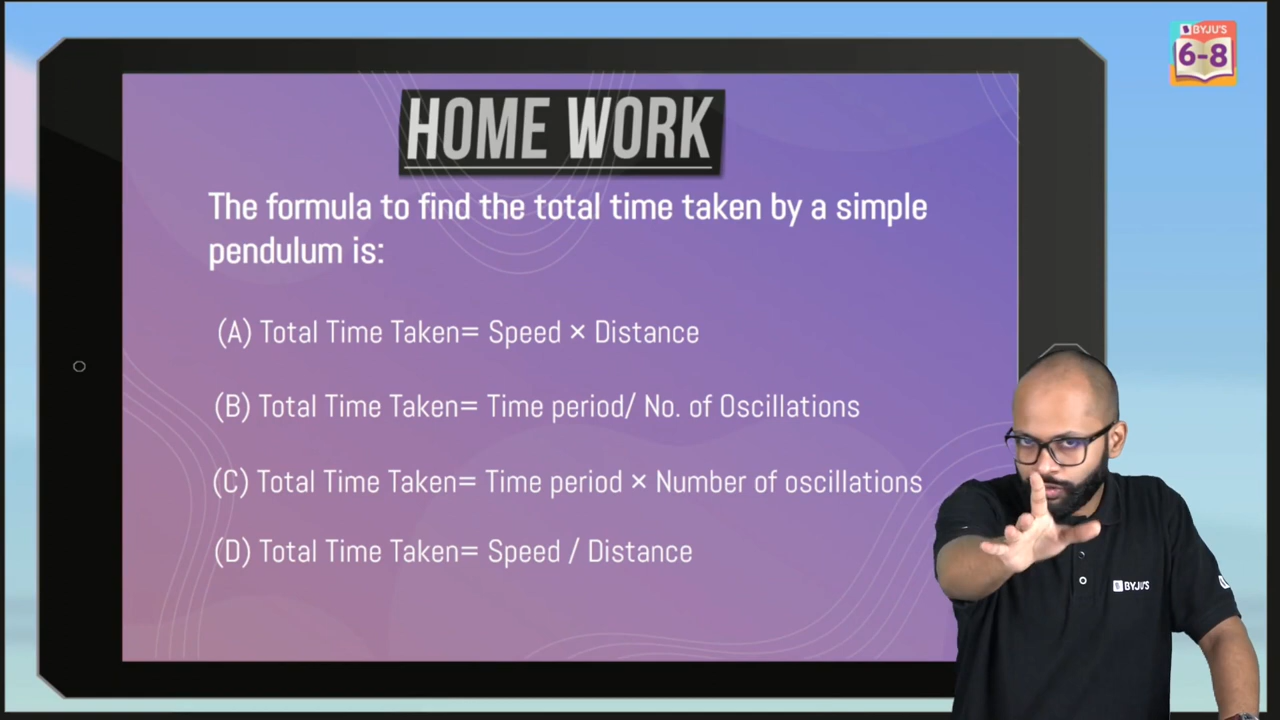 BYJU'S
6-8
HOME WORK
The formula to find the total time taken by a simple
pendulum is:
(A) Total Time Taken= Speed × Distance
(B) Total Time Taken= Time period/ No. of Oscillations
(C) Total Time Taken= Time period × Number of oscillations
(D) Total Time Taken= Speed / Distance
BYJU'S